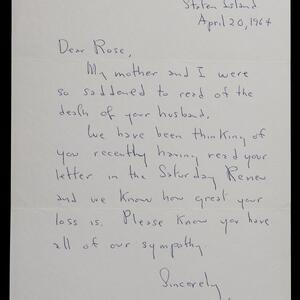 Staten Island
April 20, 1964
Dear Rose,
My mother and I were
so saddened to read of the
death of your husband.
We have been thinking of
you recently having read your
letter in the Saturday Review
and we know how great your
loss is. Please know you have
all of our sympathy.
Sincerely